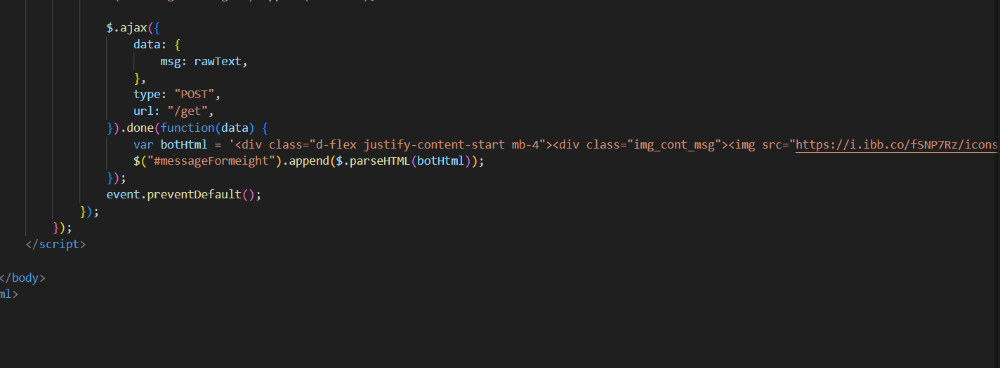 $.ajax({
data: {
msg: rawText,
},
type: "POST",
url: "/get",
}).done(function(data) {
var botHtml = '<div class="d-flex justify-content-start mb-4"><div class="img_cont_msg"><img src="https://i.ibb.co/fSNP7Rz/icons
$("#messageFormeight").append($.parseHTML(botHtml));
});
event.preventDefault();
});
});
</script>
</body>
ml>